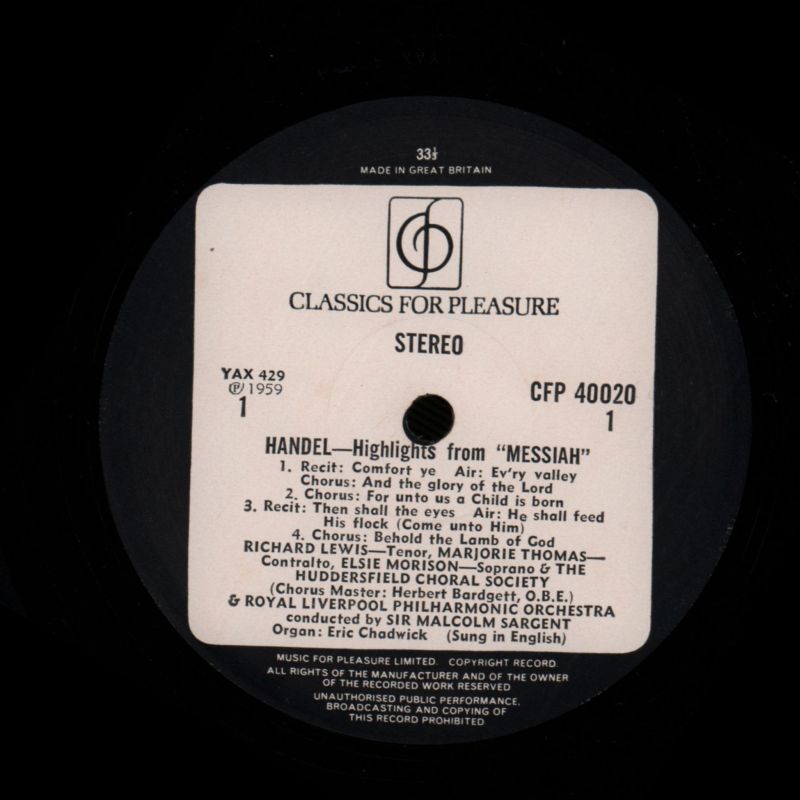 33⅓
MADE IN GREAT BRITAIN
CLASSICS FOR PLEASURE
STEREO
YAX 429
℗ 1959
1
CFP 40020
1
HANDEL—Highlights from "MESSIAH"
1. Recit: Comfort ye Air: Ev'ry valley
Chorus: And the glory of the Lord
2. Chorus: For unto us a Child is born
3. Recit: Then shall the eyes Air: He shall feed
His flock (Come unto Him)
4. Chorus: Behold the Lamb of God
RICHARD LEWIS—Tenor, MARJORIE THOMAS—
Contralto, ELSIE MORISON—Soprano & THE
HUDDERSFIELD CHORAL SOCIETY
(Chorus Master: Herbert Bardgett, O.B.E.)
& ROYAL LIVERPOOL PHILHARMONIC ORCHESTRA
conducted by SIR MALCOLM SARGENT
Organ: Eric Chadwick (Sung in English)
MUSIC FOR PLEASURE LIMITED. COPYRIGHT RECORD.
ALL RIGHTS OF THE MANUFACTURER AND OF THE OWNER
OF THE RECORDED WORK RESERVED
UNAUTHORISED PUBLIC PERFORMANCE,
BROADCASTING AND COPYING OF
THIS RECORD PROHIBITED